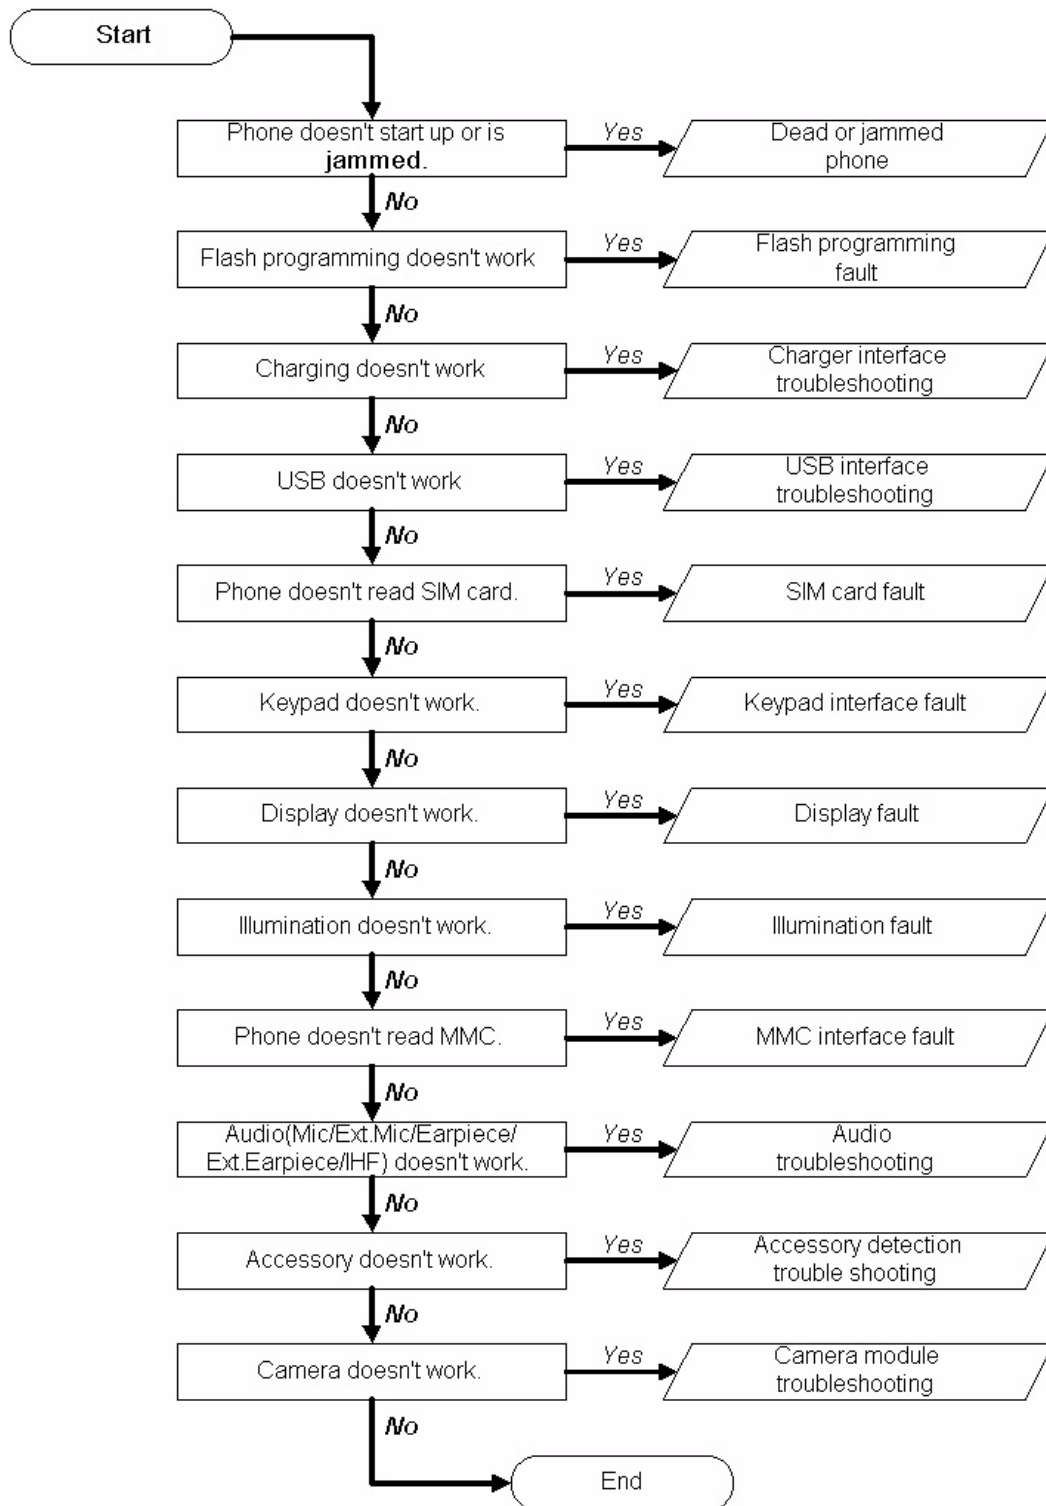 Start
Phone doesn't start up or is
jammed.
Yes
Dead or jammed
phone
No
Flash programming doesn't work
Yes
Flash programming
fault
No
Charging doesn't work
Yes
Charger interface
troubleshooting
No
USB doesn't work
Yes
USB interface
troubleshooting
No
Phone doesn't read SIM card.
Yes
SIM card fault
No
Keypad doesn't work.
Yes
Keypad interface fault
No
Display doesn't work.
Yes
Display fault
No
Illumination doesn't work.
Yes
Illumination fault
No
Phone doesn't read MMC.
Yes
MMC interface fault
No
Audio(Mic/Ext.Mic/Earpiece/
Ext.Earpiece/IHF) doesn't work.
Yes
Audio
troubleshooting
No
Accessory doesn't work.
Yes
Accessory detection
trouble shooting
No
Camera doesn't work.
Yes
Camera module
troubleshooting
No
End